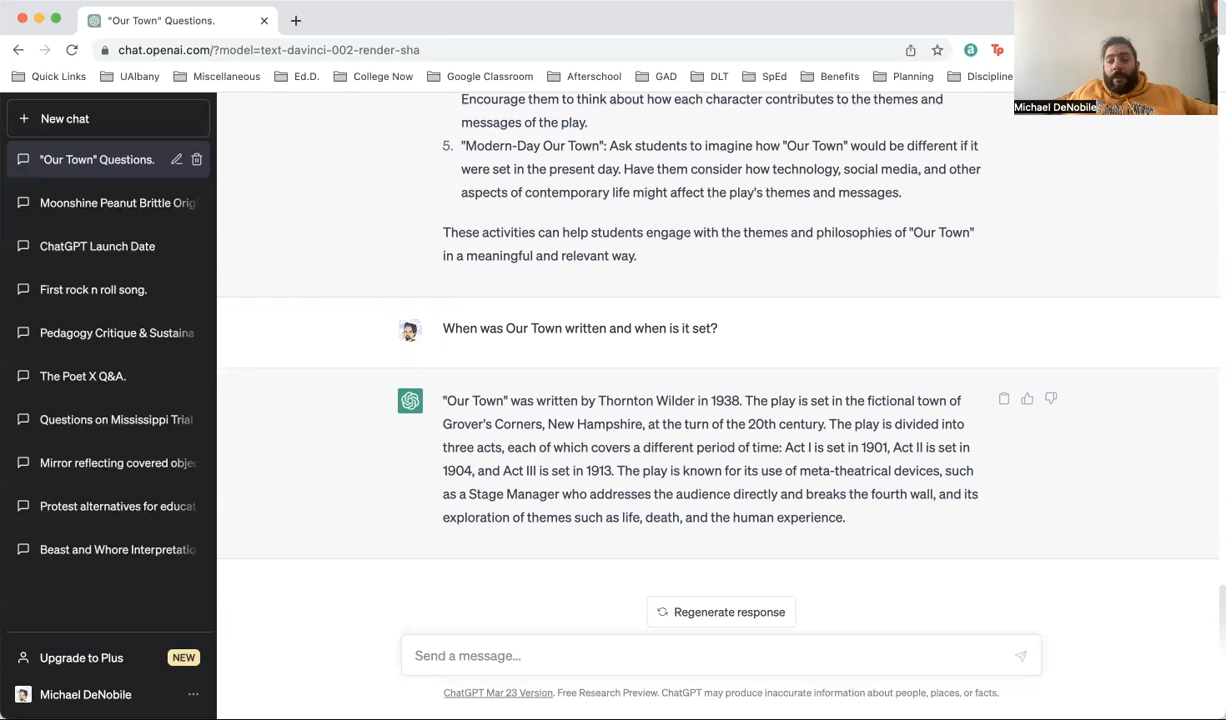 "Our Town" Questions.
chat.openai.com/?model=text-davinci-002-render-sha
Quick Links UAlbany Miscellaneous Ed.D. College Now Google Classroom Afterschool GAD DLT SpEd Benefits Planning Discipline
Michael DeNobile
New chat
"Our Town" Questions.
Moonshine Peanut Brittle Orig
ChatGPT Launch Date
First rock n roll song.
Pedagogy Critique & Sustaina
The Poet X Q&A.
Questions on Mississippi Trial
Mirror reflecting covered obje
Protest alternatives for educat
Beast and Whore Interpretatio
Upgrade to Plus NEW
Michael DeNobile
Encourage them to think about how each character contributes to the themes and
messages of the play.
5. "Modern-Day Our Town": Ask students to imagine how "Our Town" would be different if it
were set in the present day. Have them consider how technology, social media, and other
aspects of contemporary life might affect the play's themes and messages.
These activities can help students engage with the themes and philosophies of "Our Town"
in a meaningful and relevant way.
When was Our Town written and when is it set?
"Our Town" was written by Thornton Wilder in 1938. The play is set in the fictional town of
Grover's Corners, New Hampshire, at the turn of the 20th century. The play is divided into
three acts, each of which covers a different period of time: Act I is set in 1901, Act II is set in
1904, and Act III is set in 1913. The play is known for its use of meta-theatrical devices, such
as a Stage Manager who addresses the audience directly and breaks the fourth wall, and its
exploration of themes such as life, death, and the human experience.
Regenerate response
Send a message...
ChatGPT Mar 23 Version. Free Research Preview. ChatGPT may produce inaccurate information about people, places, or facts.